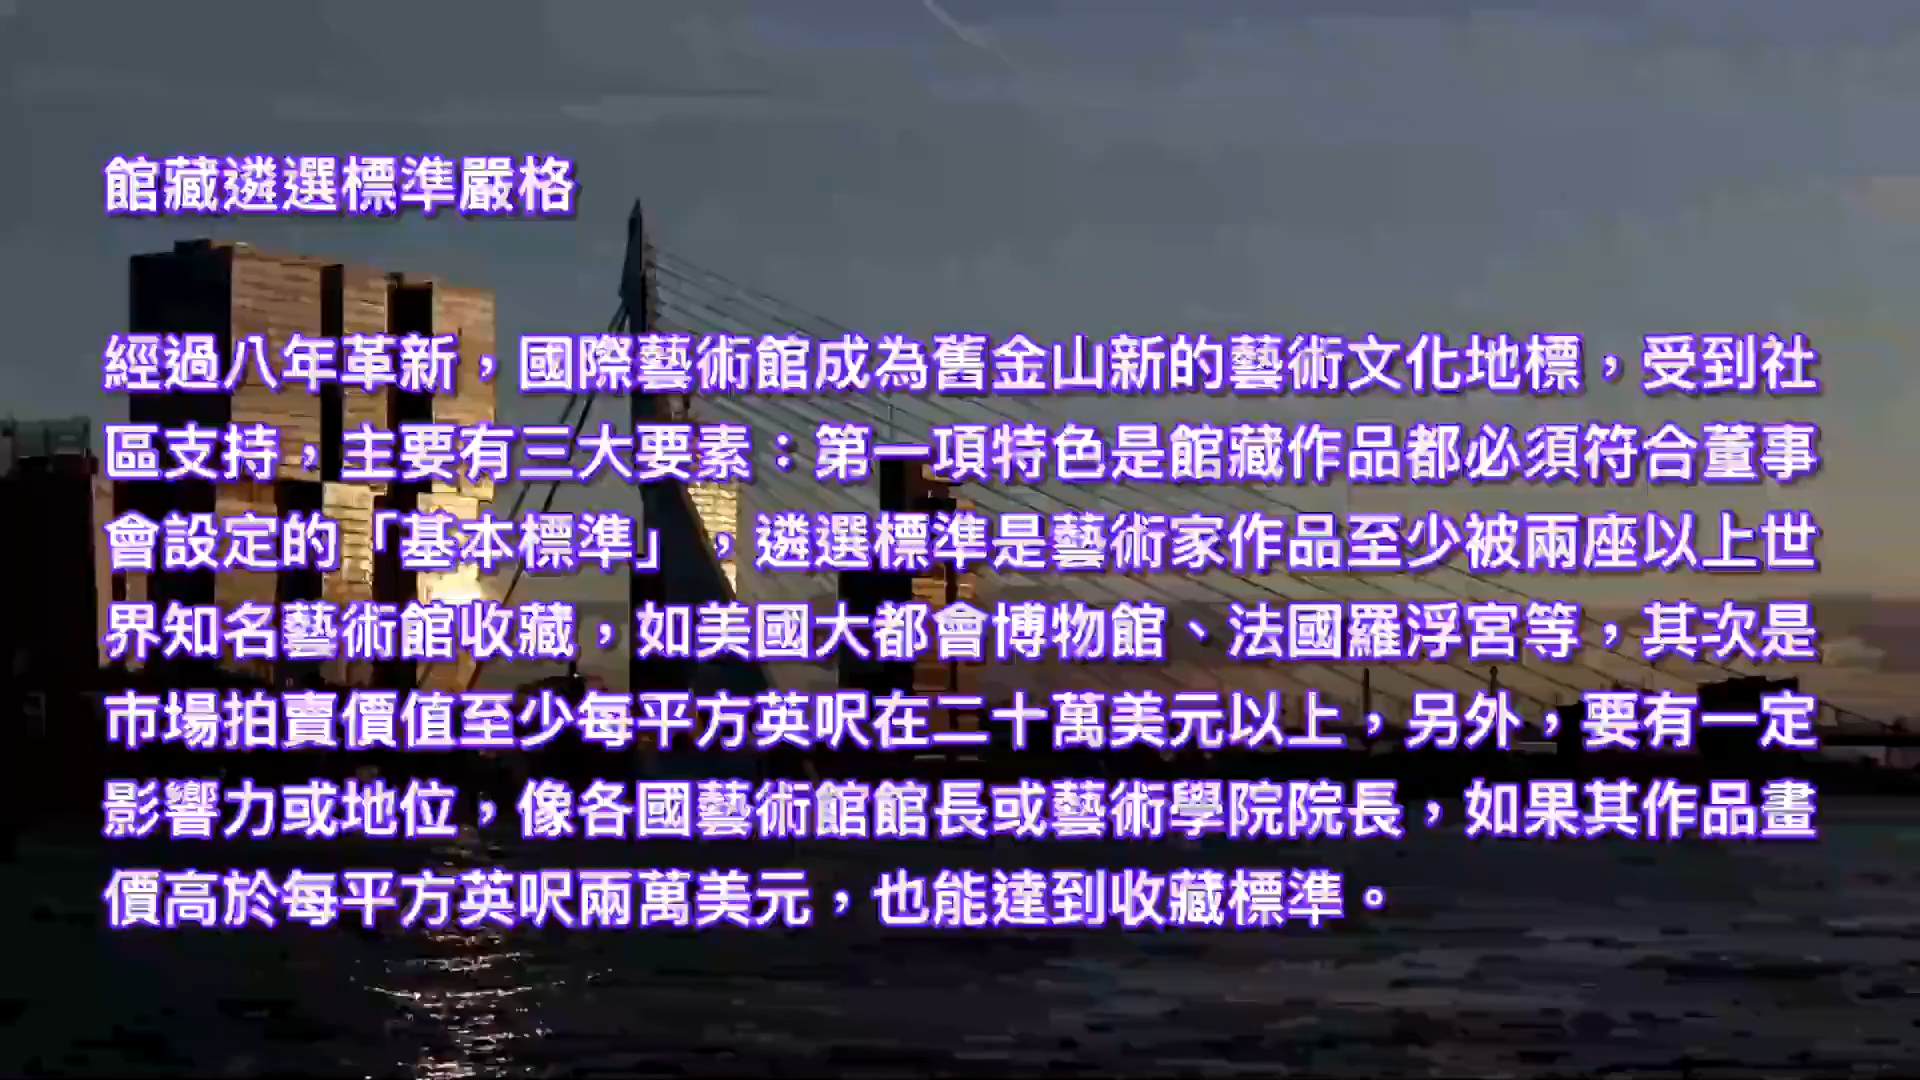 館藏遴選標準嚴格
經過八年革新，國際藝術館成為舊金山新的藝術文化地標，受到社
區支持，主要有三大要素：第一項特色是館藏作品都必須符合董事
會設定的「基本標準」，遴選標準是藝術家作品至少被兩座以上世
界知名藝術館收藏，如美國大都會博物館、法國羅浮宮等，其次是
市場拍賣價值至少每平方英呎在二十萬美元以上，另外，要有一定
影響力或地位，像各國藝術館館長或藝術學院院長，如果其作品畫
價高於每平方英呎兩萬美元，也能達到收藏標準。